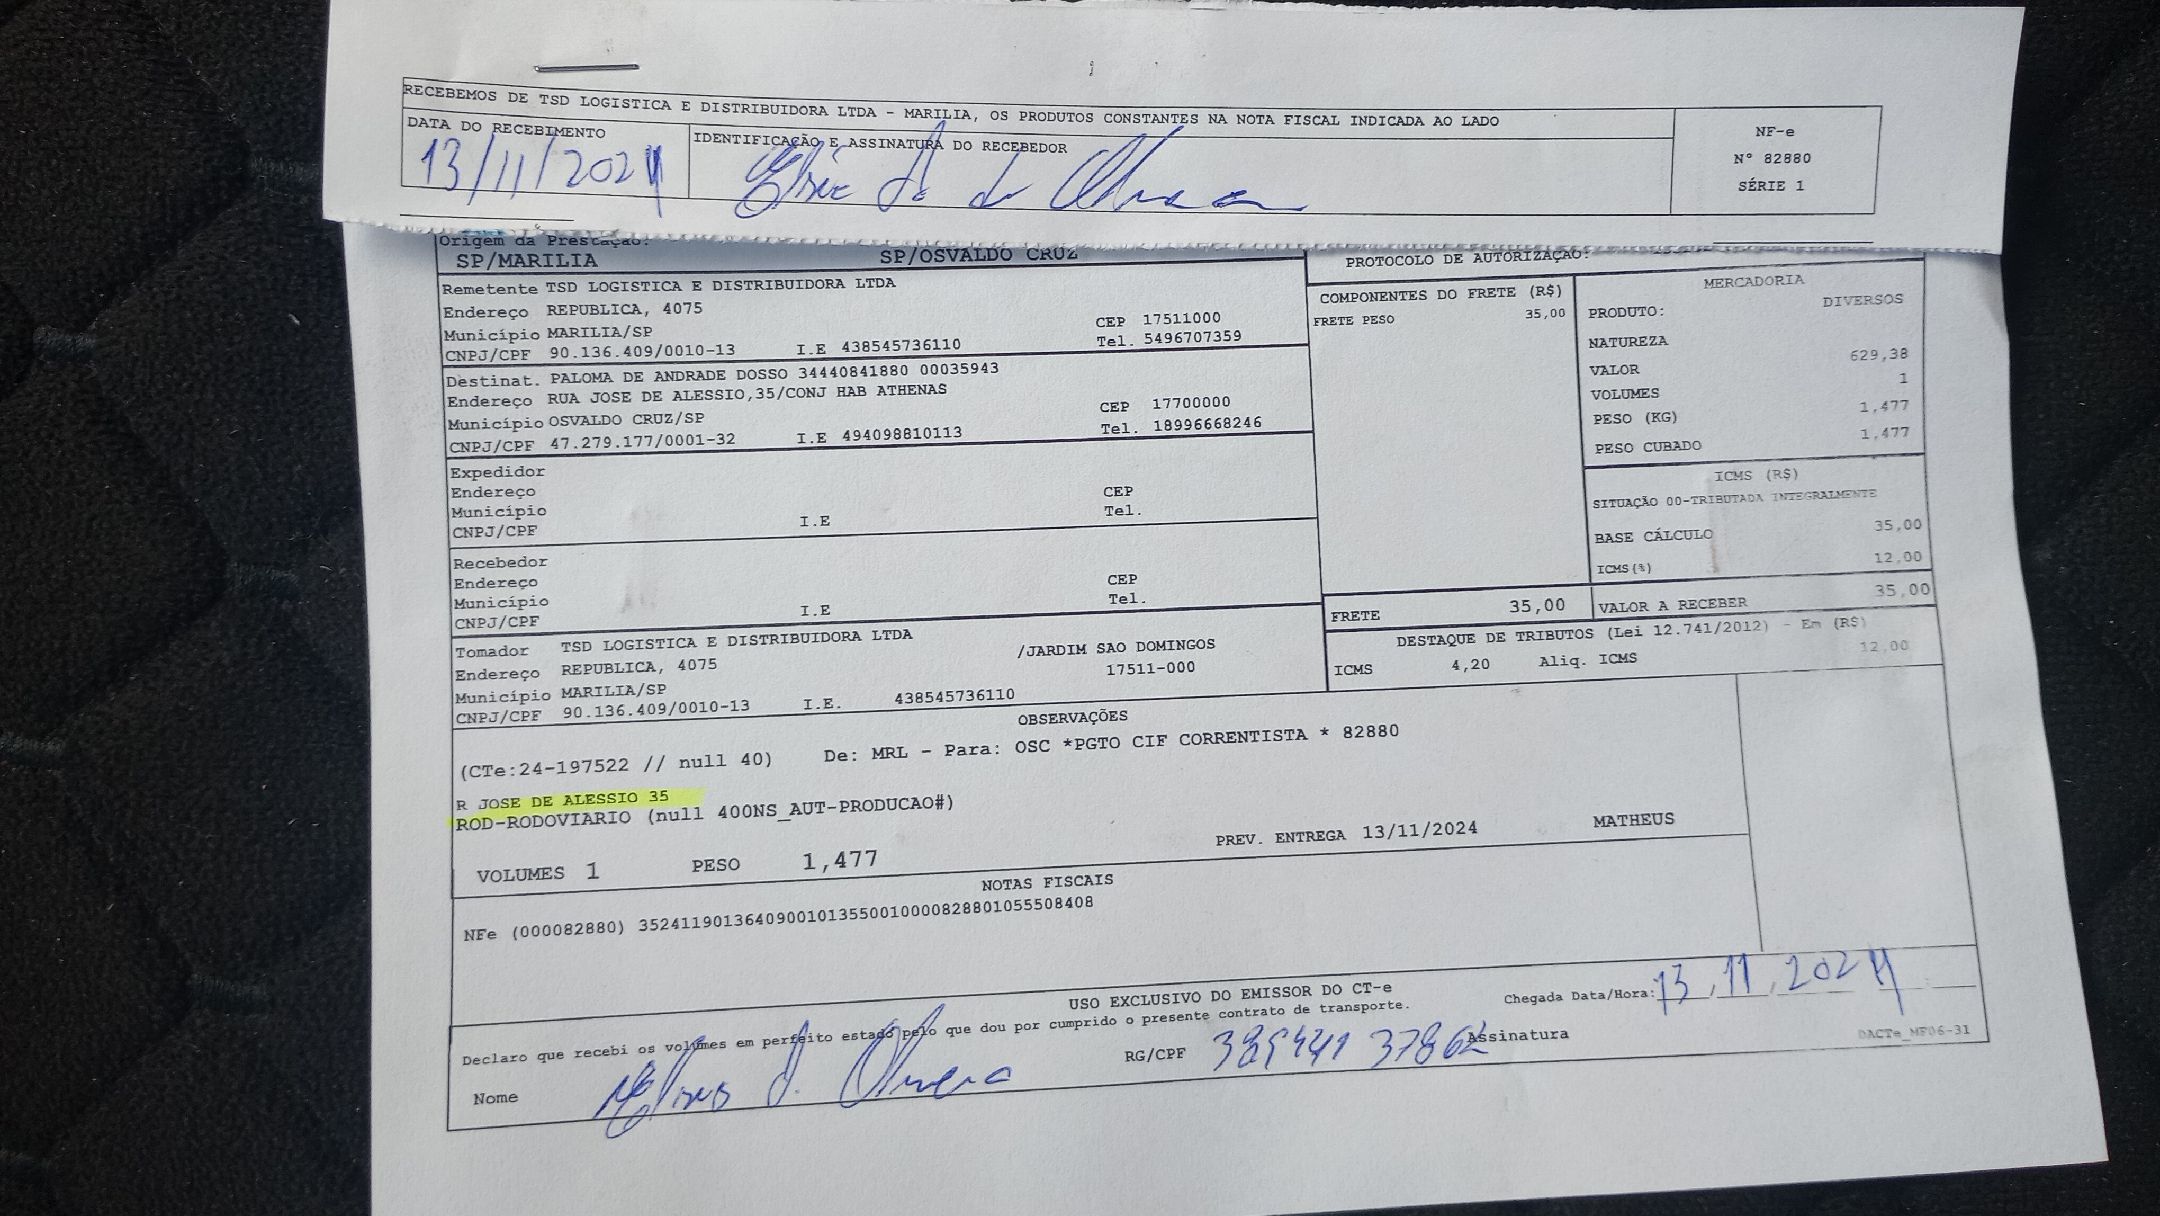 RECEBEMOS DE TSD LOGISTICA E DISTRIBUIDORA LTDA - MARILIA, OS PRODUTOS CONSTANTES NA NOTA FISCAL INDICADA AO LADO
DATA DO RECEBIMENTO
13/11/2024
IDENTIFICAÇÃO E ASSINATURA DO RECEBEDOR
NF-e
N° 82880
SÉRIE 1
Origem da Prestação:
SP/MARILIA SP/OSVALDO CRUZ
PROTOCOLO DE AUTORIZAÇÃO:
Remetente TSD LOGISTICA E DISTRIBUIDORA LTDA
Endereço REPUBLICA, 4075
Município MARILIA/SP CEP 17511000
CNPJ/CPF 90.136.409/0010-13 I.E 438545736110 Tel. 5496707359
Destinat. PALOMA DE ANDRADE DOSSO 34440841880 00035943
Endereço RUA JOSE DE ALESSIO,35/CONJ HAB ATHENAS
Município OSVALDO CRUZ/SP CEP 17700000
CNPJ/CPF 47.279.177/0001-32 I.E 494098810113 Tel. 18996668246
Expedidor
Endereço CEP
Município Tel.
CNPJ/CPF I.E
Recebedor
Endereço CEP
Município Tel.
CNPJ/CPF I.E
Tomador TSD LOGISTICA E DISTRIBUIDORA LTDA
Endereço REPUBLICA, 4075 /JARDIM SAO DOMINGOS
Município MARILIA/SP 17511-000
CNPJ/CPF 90.136.409/0010-13 I.E. 438545736110
COMPONENTES DO FRETE (R$)
FRETE PESO 35,00
MERCADORIA
PRODUTO: DIVERSOS
NATUREZA
VALOR 629,38
VOLUMES 1
PESO (KG) 1,477
PESO CUBADO 1,477
ICMS (R$)
SITUAÇÃO 00-TRIBUTADA INTEGRALMENTE
BASE CÁLCULO 35,00
ICMS(%) 12,00
FRETE 35,00 VALOR A RECEBER 35,00
DESTAQUE DE TRIBUTOS (Lei 12.741/2012) - Em (R$)
ICMS 4,20 Aliq. ICMS 12,00
OBSERVAÇÕES
(CTe:24-197522 // null 40) De: MRL - Para: OSC *PGTO CIF CORRENTISTA * 82880
R JOSE DE ALESSIO 35
ROD-RODOVIARIO (null 400NS_AUT-PRODUCAO#)
PREV. ENTREGA 13/11/2024 MATHEUS
VOLUMES 1 PESO 1,477
NOTAS FISCAIS
NFe (000082880) 35241190136409001013550010000828801055508408
USO EXCLUSIVO DO EMISSOR DO CT-e
Declaro que recebi os volumes em perfeito estado pelo que dou por cumprido o presente contrato de transporte.
Chegada Data/Hora: 13,11,2024
Nome RG/CPF Assinatura
DACTe_MF06-31